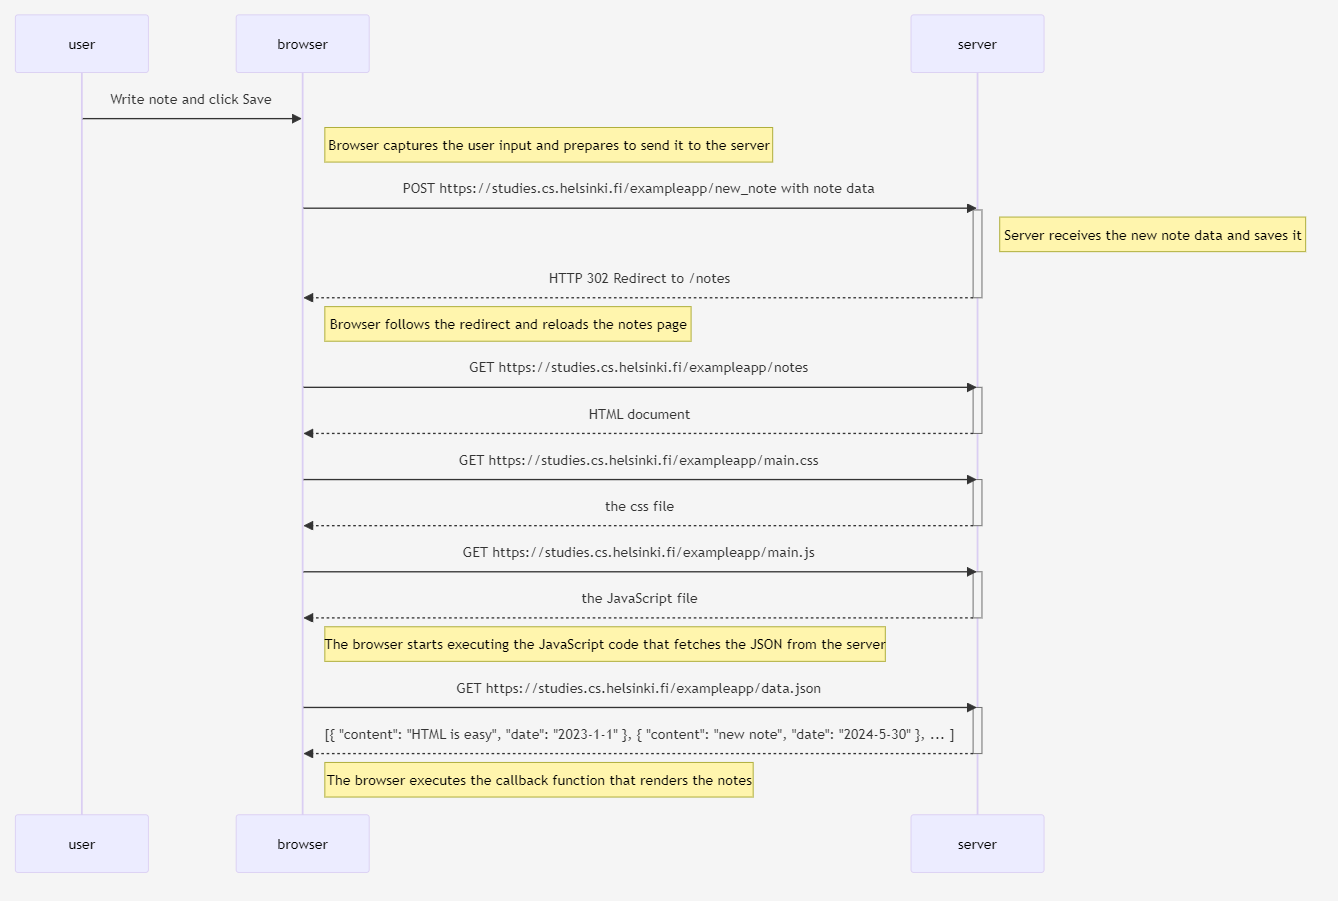 user
browser
server
Write note and click Save
Browser captures the user input and prepares to send it to the server
POST https://studies.cs.helsinki.fi/exampleapp/new_note with note data
Server receives the new note data and saves it
HTTP 302 Redirect to /notes
Browser follows the redirect and reloads the notes page
GET https://studies.cs.helsinki.fi/exampleapp/notes
HTML document
GET https://studies.cs.helsinki.fi/exampleapp/main.css
the css file
GET https://studies.cs.helsinki.fi/exampleapp/main.js
the JavaScript file
The browser starts executing the JavaScript code that fetches the JSON from the server
GET https://studies.cs.helsinki.fi/exampleapp/data.json
[{ "content": "HTML is easy", "date": "2023-1-1" }, { "content": "new note", "date": "2024-5-30" }, ... ]
The browser executes the callback function that renders the notes
user
browser
server